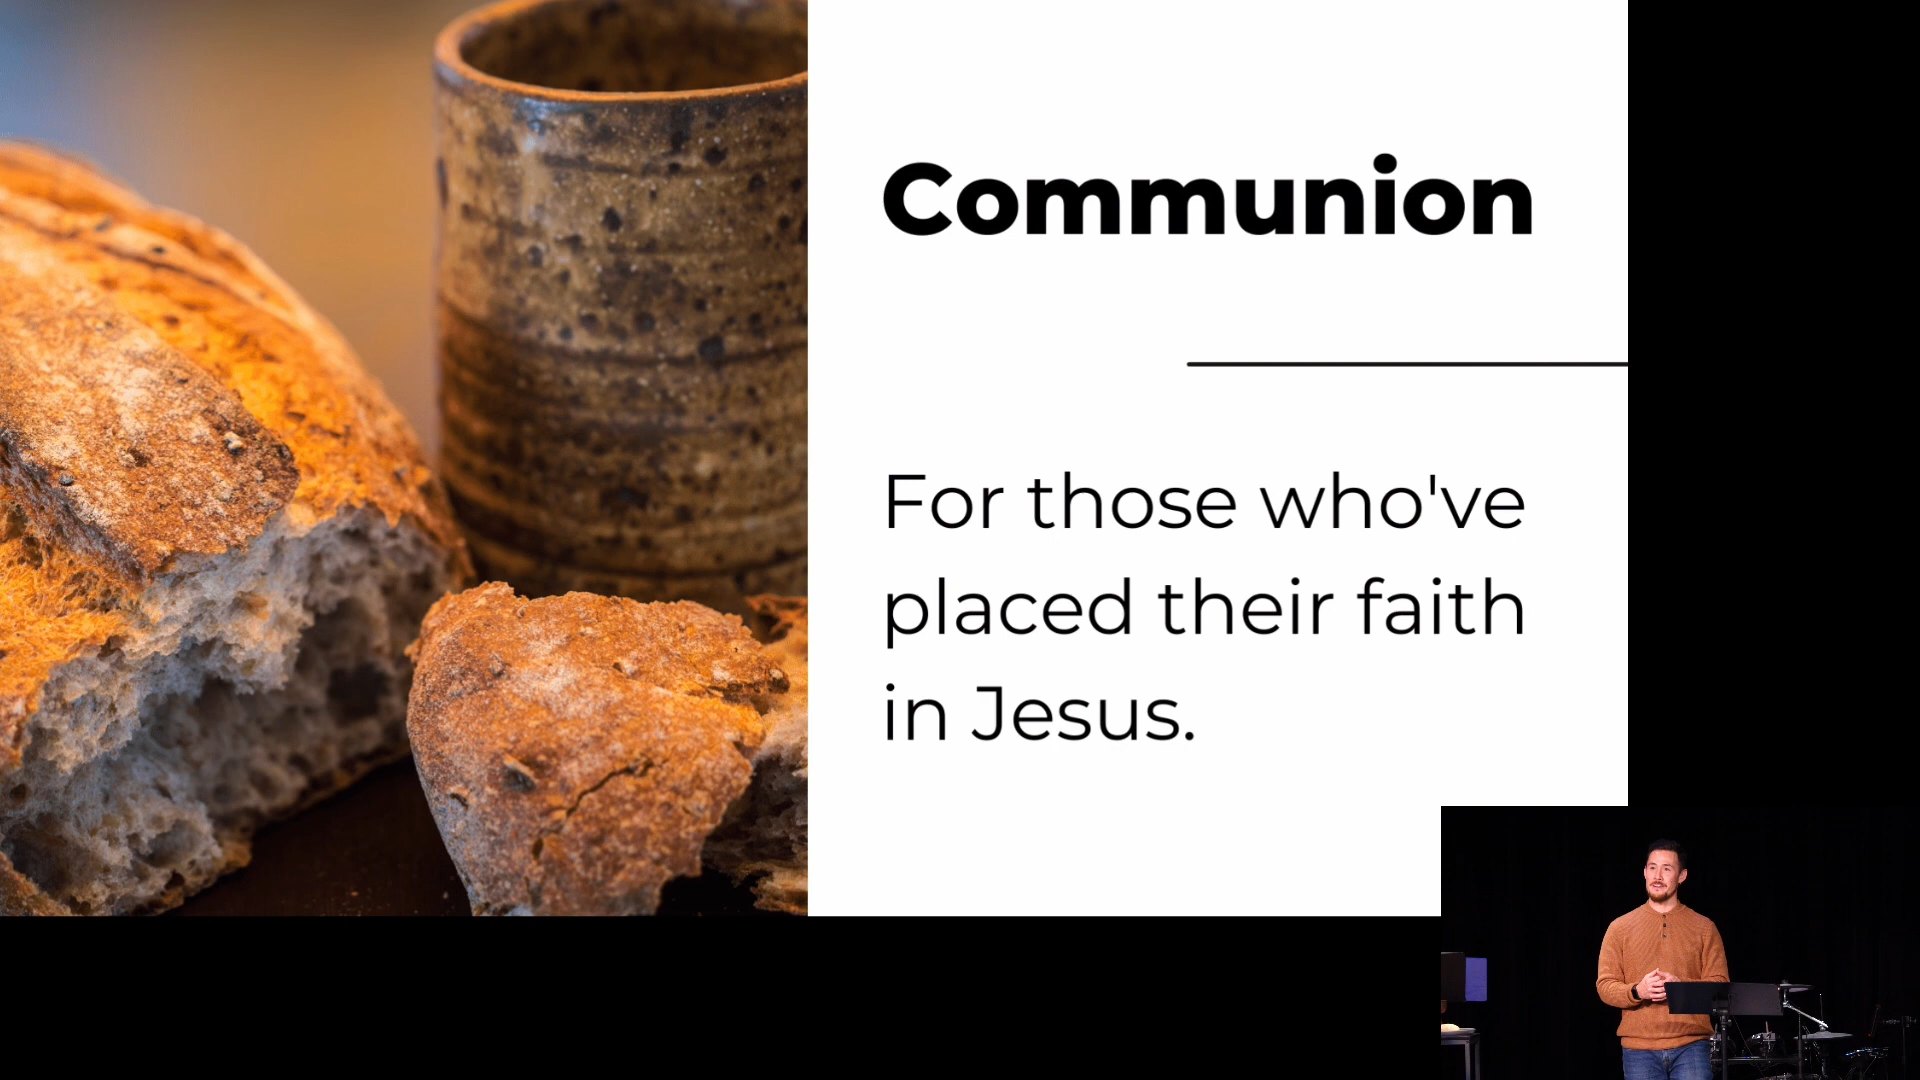 Communion
For those who've
placed their faith
in Jesus.